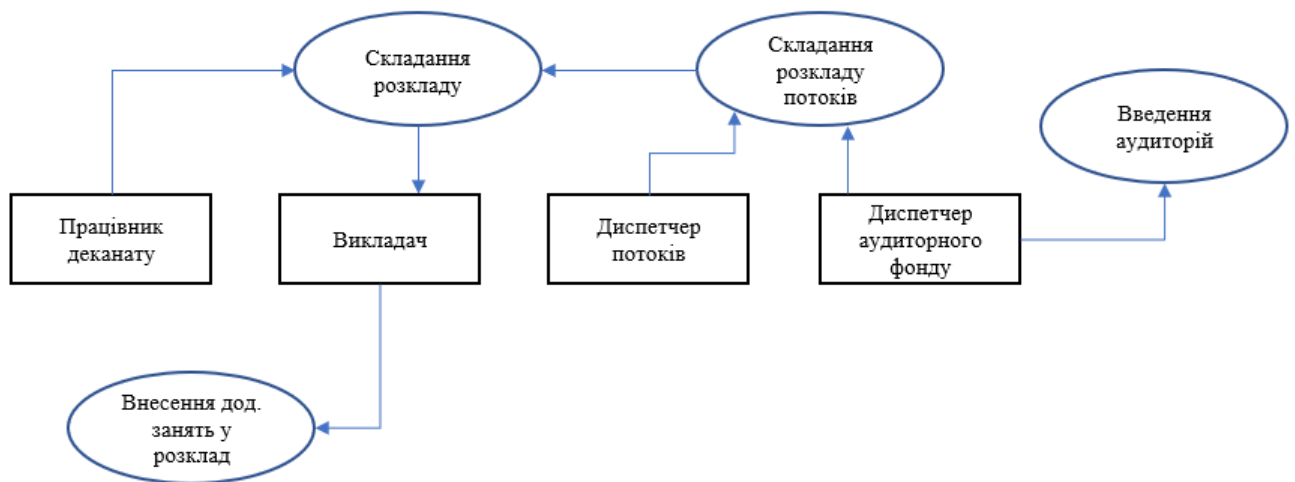 Складання
розкладу
Складання
розкладу
потоків
Введення
аудиторій
Працівник
деканату
Викладач
Диспетчер
потоків
Диспетчер
аудиторного
фонду
Внесення дод.
занять у
розклад